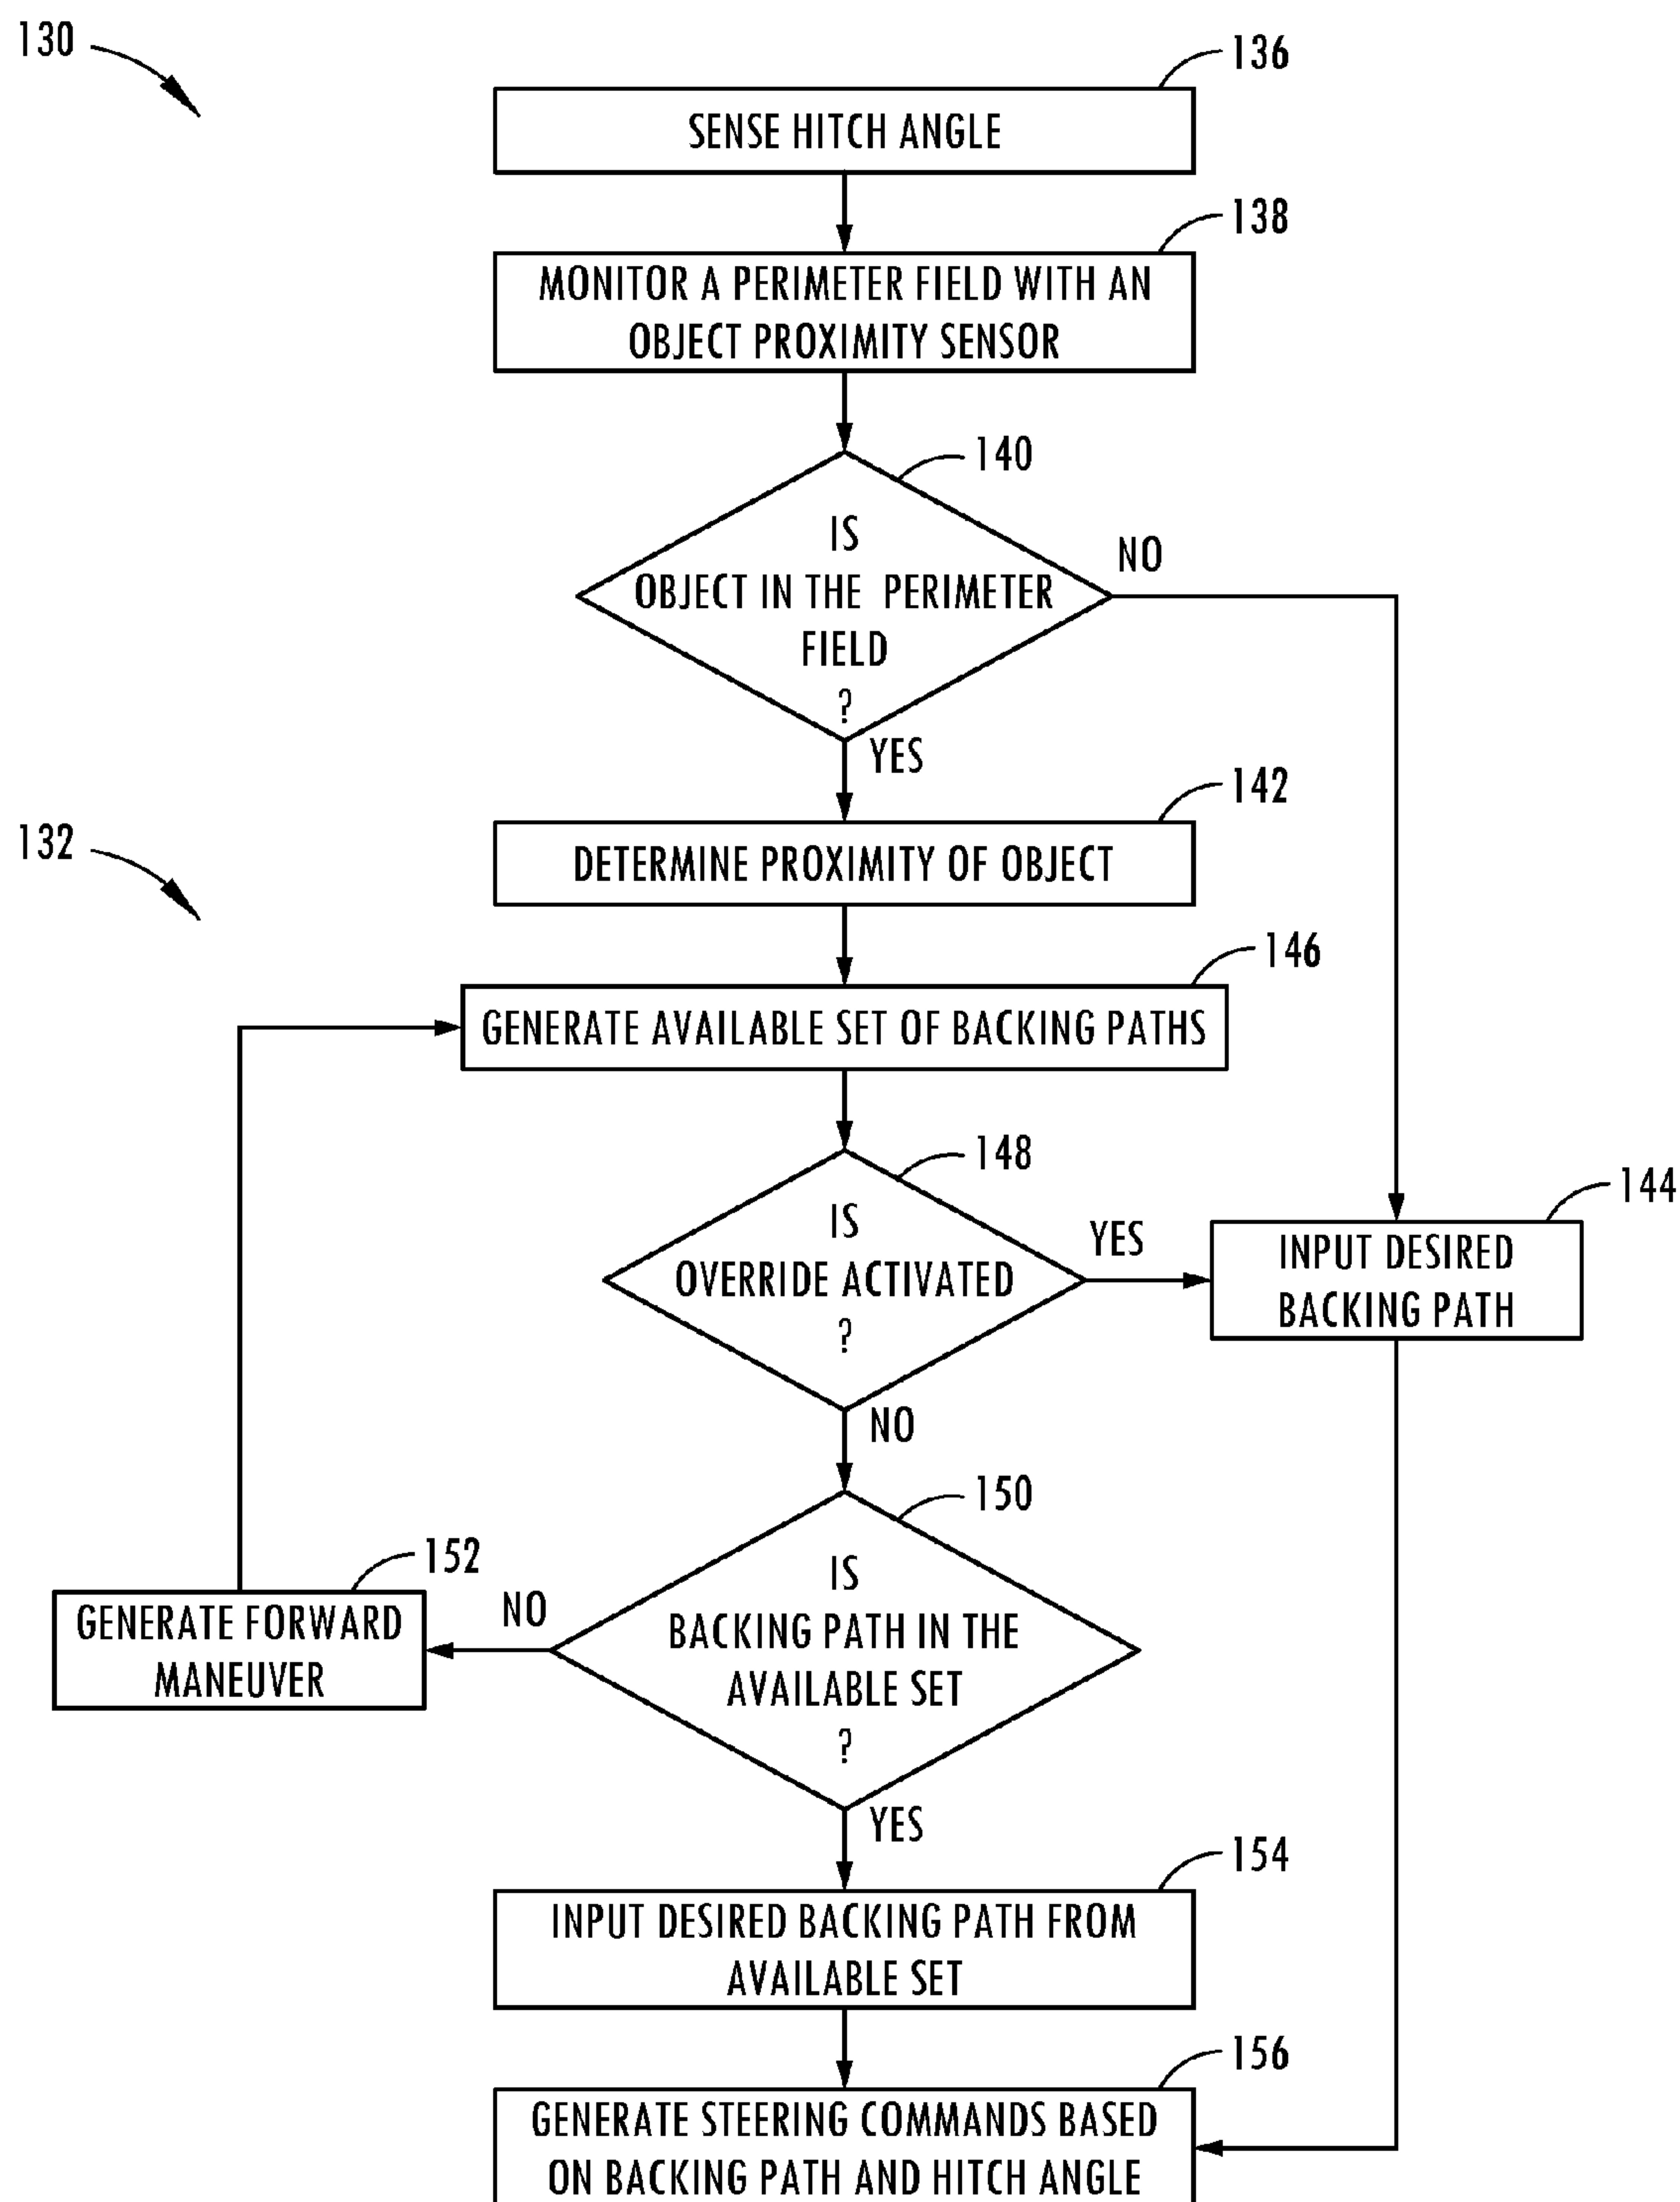 130
136
SENSE HITCH ANGLE
138
MONITOR A PERIMETER FIELD WITH AN
OBJECT PROXIMITY SENSOR
140
IS
OBJECT IN THE PERIMETER
FIELD
?
NO
YES
142
132
DETERMINE PROXIMITY OF OBJECT
146
GENERATE AVAILABLE SET OF BACKING PATHS
148
IS
OVERRIDE ACTIVATED
?
YES
144
INPUT DESIRED
BACKING PATH
NO
150
IS
BACKING PATH IN THE
AVAILABLE SET
?
NO
152
GENERATE FORWARD
MANEUVER
YES
154
INPUT DESIRED BACKING PATH FROM
AVAILABLE SET
156
GENERATE STEERING COMMANDS BASED
ON BACKING PATH AND HITCH ANGLE